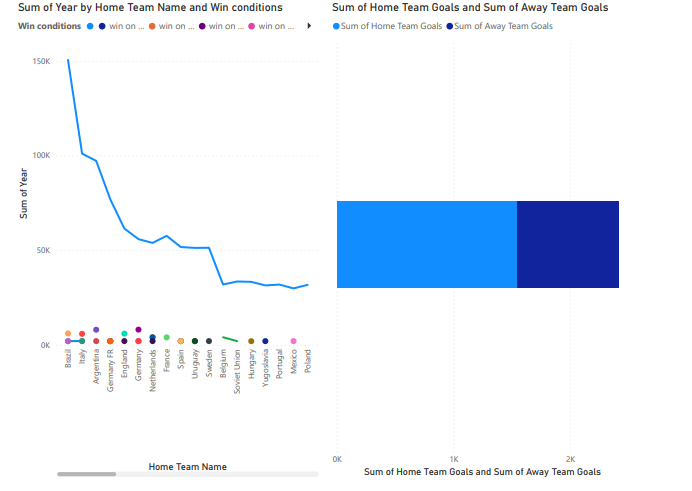 Sum of Year by Home Team Name and Win conditions
Win conditions win on ... win on ... win on ... win on ...
Sum of Year
150K
100K
50K
0K
Brazil
Italy
Argentina
Germany FR
England
Germany
Netherlands
France
Spain
Uruguay
Sweden
Belgium
Soviet Union
Hungary
Yugoslavia
Portugal
Mexico
Poland
Home Team Name
Sum of Home Team Goals and Sum of Away Team Goals
Sum of Home Team Goals Sum of Away Team Goals
0K 1K 2K
Sum of Home Team Goals and Sum of Away Team Goals